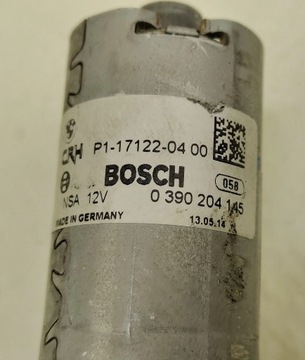 CRH P1-17122-04 00
BOSCH 058
NSA 12V 0 390 204 145
MADE IN GERMANY 13.05.14